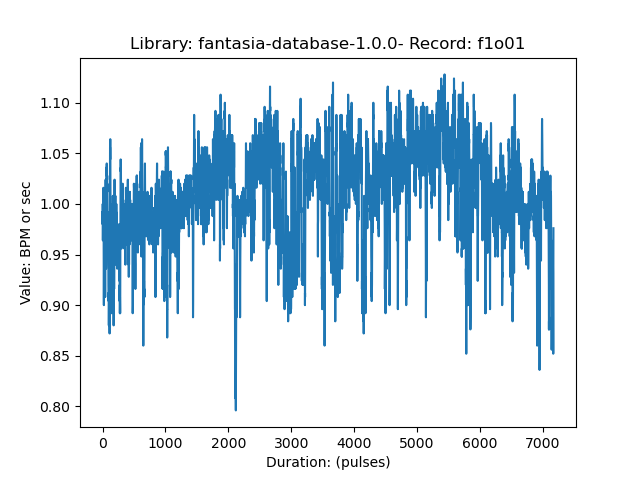 Library: fantasia-database-1.0.0- Record: f1o01
1.10
1.05
1.00
0.95
0.90
0.85
0.80
Value: BPM or sec
0 1000 2000 3000 4000 5000 6000 7000
Duration: (pulses)